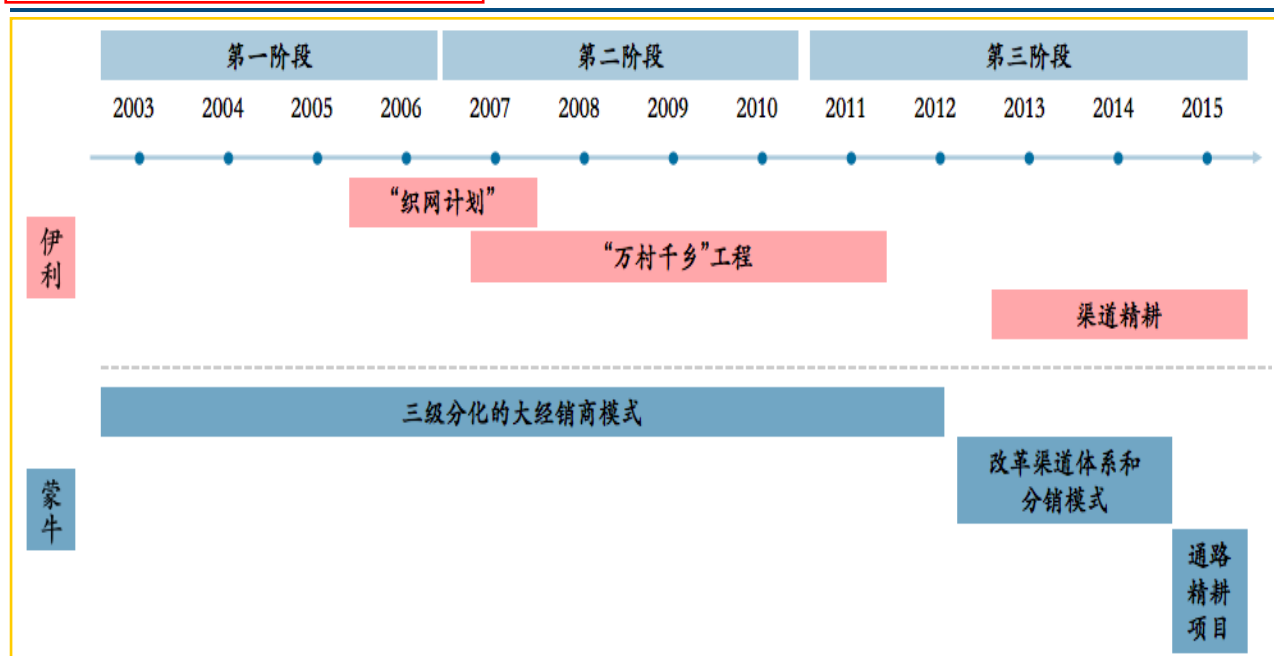 第一阶段 第二阶段 第三阶段
2003 2004 2005 2006 2007 2008 2009 2010 2011 2012 2013 2014 2015
“织网计划”
“万村千乡”工程
伊利
渠道精耕
三级分化的大经销商模式
改革渠道体系和
分销模式
蒙牛
通路
精耕
项目